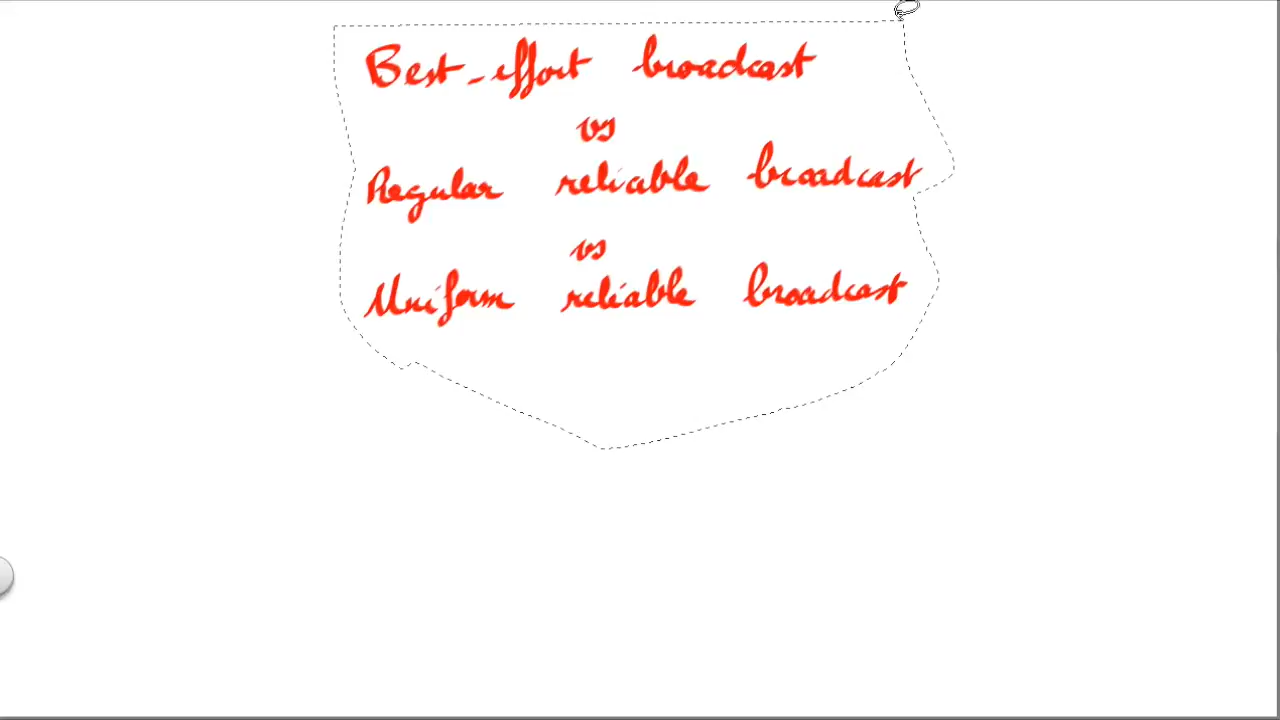 Best-effort broadcast
vs
Regular reliable broadcast
vs
Uniform reliable broadcast